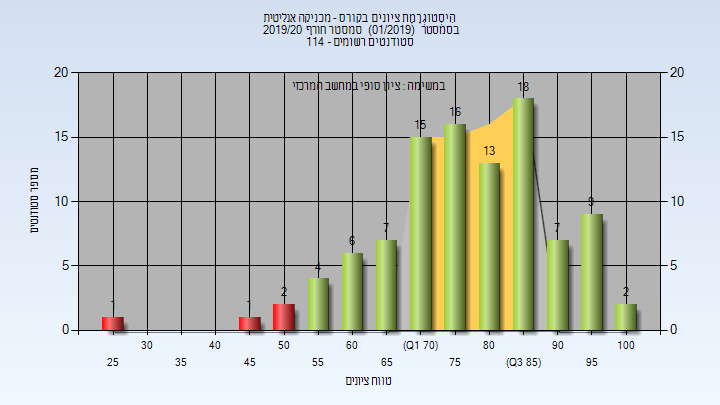 היסטוגרמת ציונים בקורס - מכניקה אנליטית
בסמסטר (01/2019) סמסטר חורף 2019/20
סטודנטים רשומים - 114
במשימה : ציון סופי במחשב המרכזי
מספר סטודנטים
20 20
15 15
10 10
5 5
0 0
1 1 2 4 6 7 15 16 13 18 7 9 2
30 40 50 60 (Q1 70) 80 90 100
25 35 45 55 65 75 (Q3 85) 95
טווח ציונים